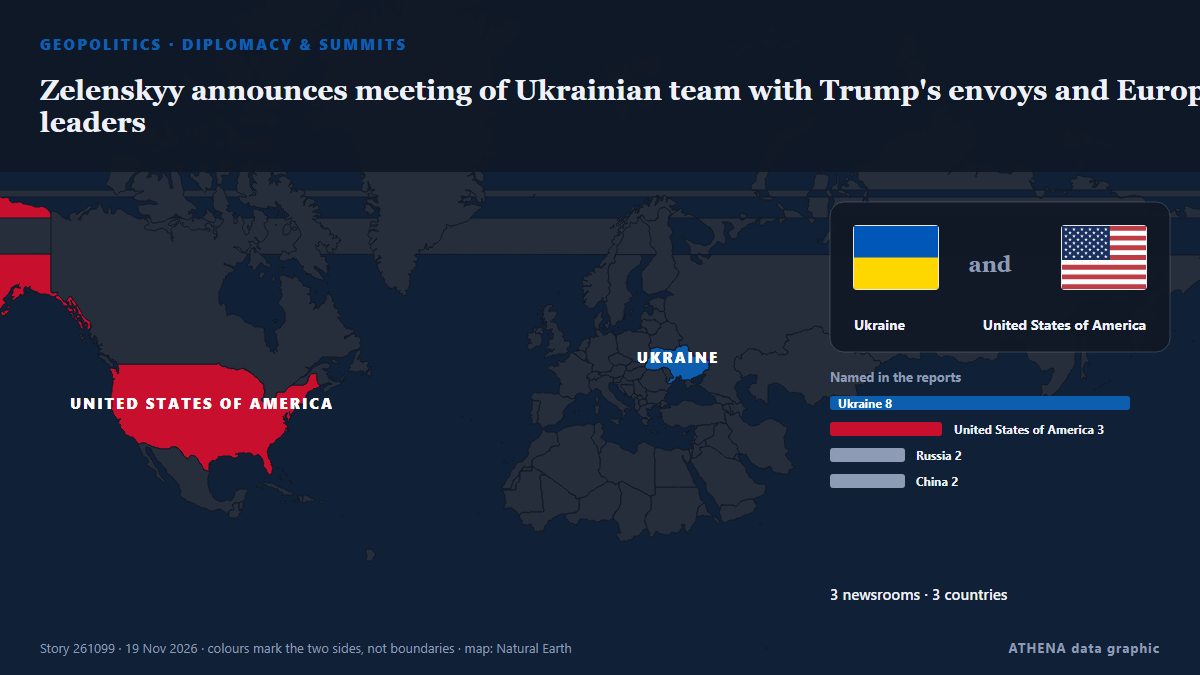 GEOPOLITICS · DIPLOMACY & SUMMITS
Zelenskyy announces meeting of Ukrainian team with Trump's envoys and Europ
leaders
and
Ukraine
United States of America
UKRAINE
UNITED STATES OF AMERICA
Named in the reports
Ukraine 8
United States of America 3
Russia 2
China 2
3 newsrooms · 3 countries
Story 261099 · 19 Nov 2026 · colours mark the two sides, not boundaries · map: Natural Earth
ATHENA data graphic